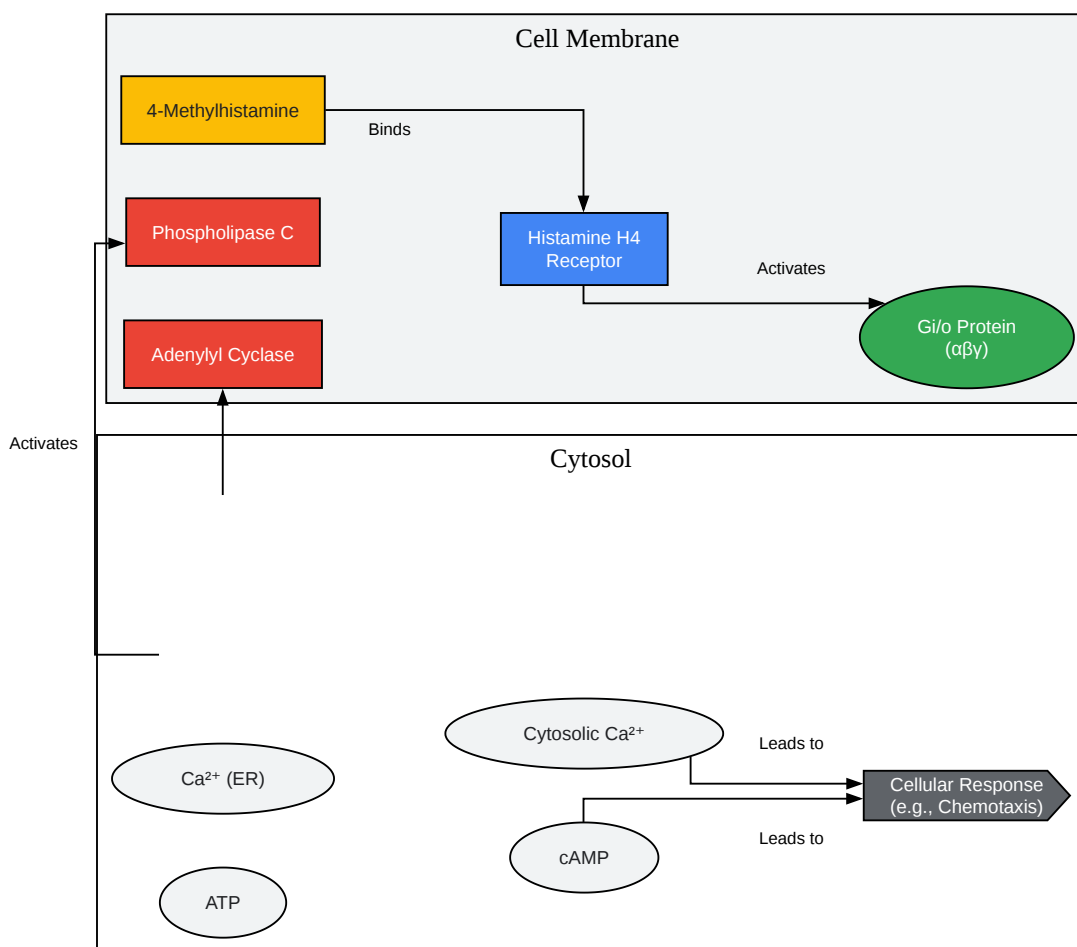 Cell Membrane
4-Methylhistamine
Binds
Phospholipase C
Histamine H4
Receptor
Activates
Gi/o Protein
(αβγ)
Adenylyl Cyclase
Activates
Cytosol
Cytosolic Ca²⁺
Leads to
Ca²⁺ (ER)
Cellular Response
(e.g., Chemotaxis)
Leads to
cAMP
ATP